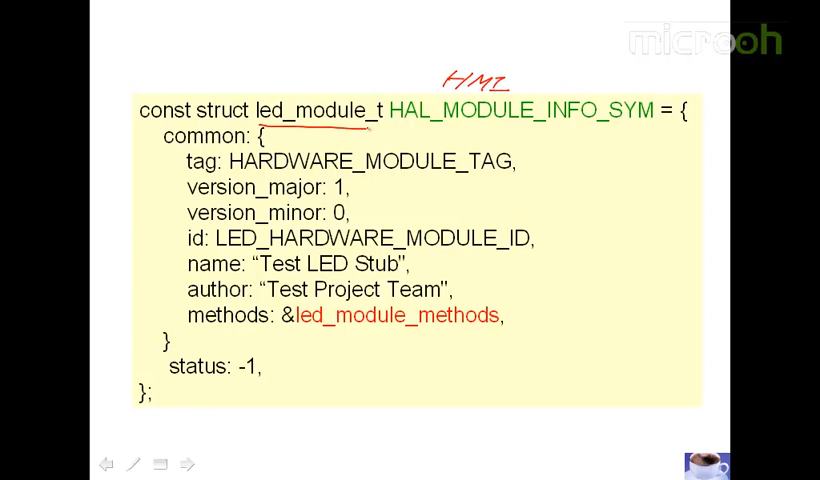 microoh
HMI
const struct led_module_t HAL_MODULE_INFO_SYM = {
common: {
tag: HARDWARE_MODULE_TAG,
version_major: 1,
version_minor: 0,
id: LED_HARDWARE_MODULE_ID,
name: “Test LED Stub",
author: “Test Project Team",
methods: &led_module_methods,
}
status: -1,
};